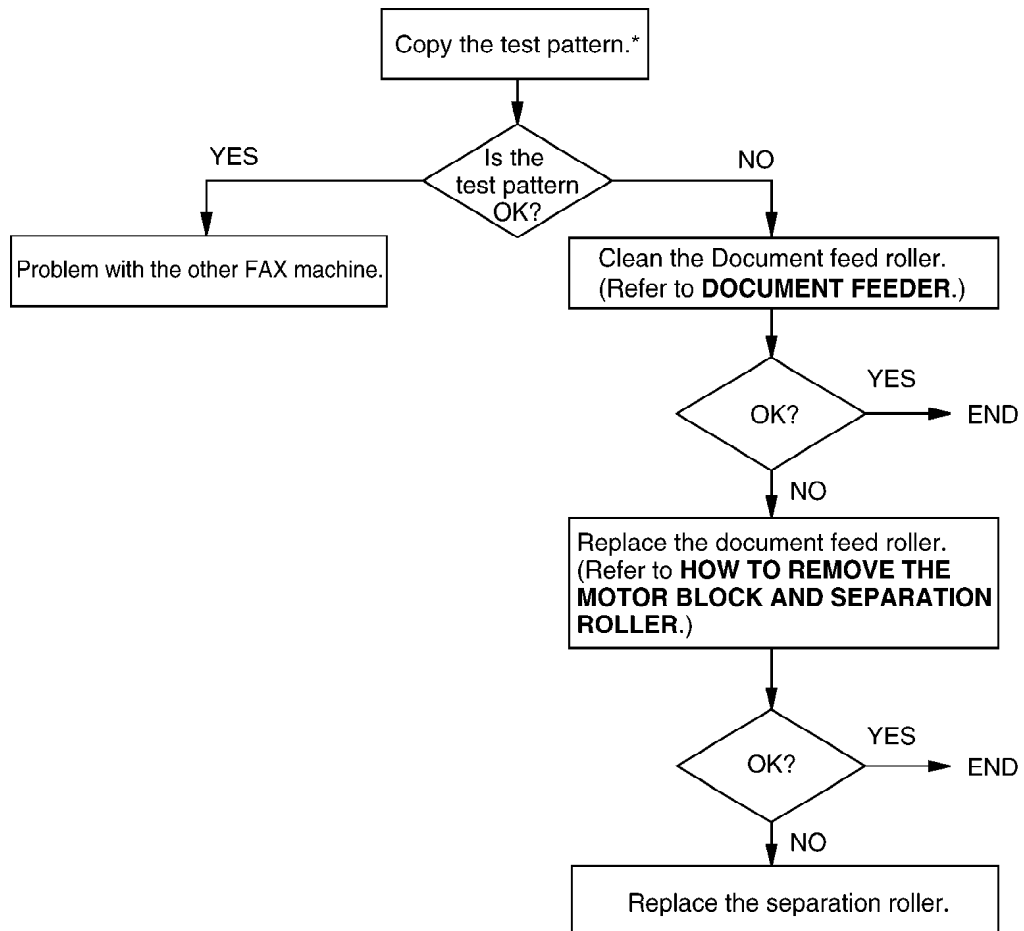 Copy the test pattern.*
YES
Is the
test pattern
OK?
NO
Problem with the other FAX machine.
Clean the Document feed roller.
(Refer to DOCUMENT FEEDER.)
OK?
YES
END
NO
Replace the document feed roller.
(Refer to HOW TO REMOVE THE
MOTOR BLOCK AND SEPARATION
ROLLER.)
OK?
YES
END
NO
Replace the separation roller.